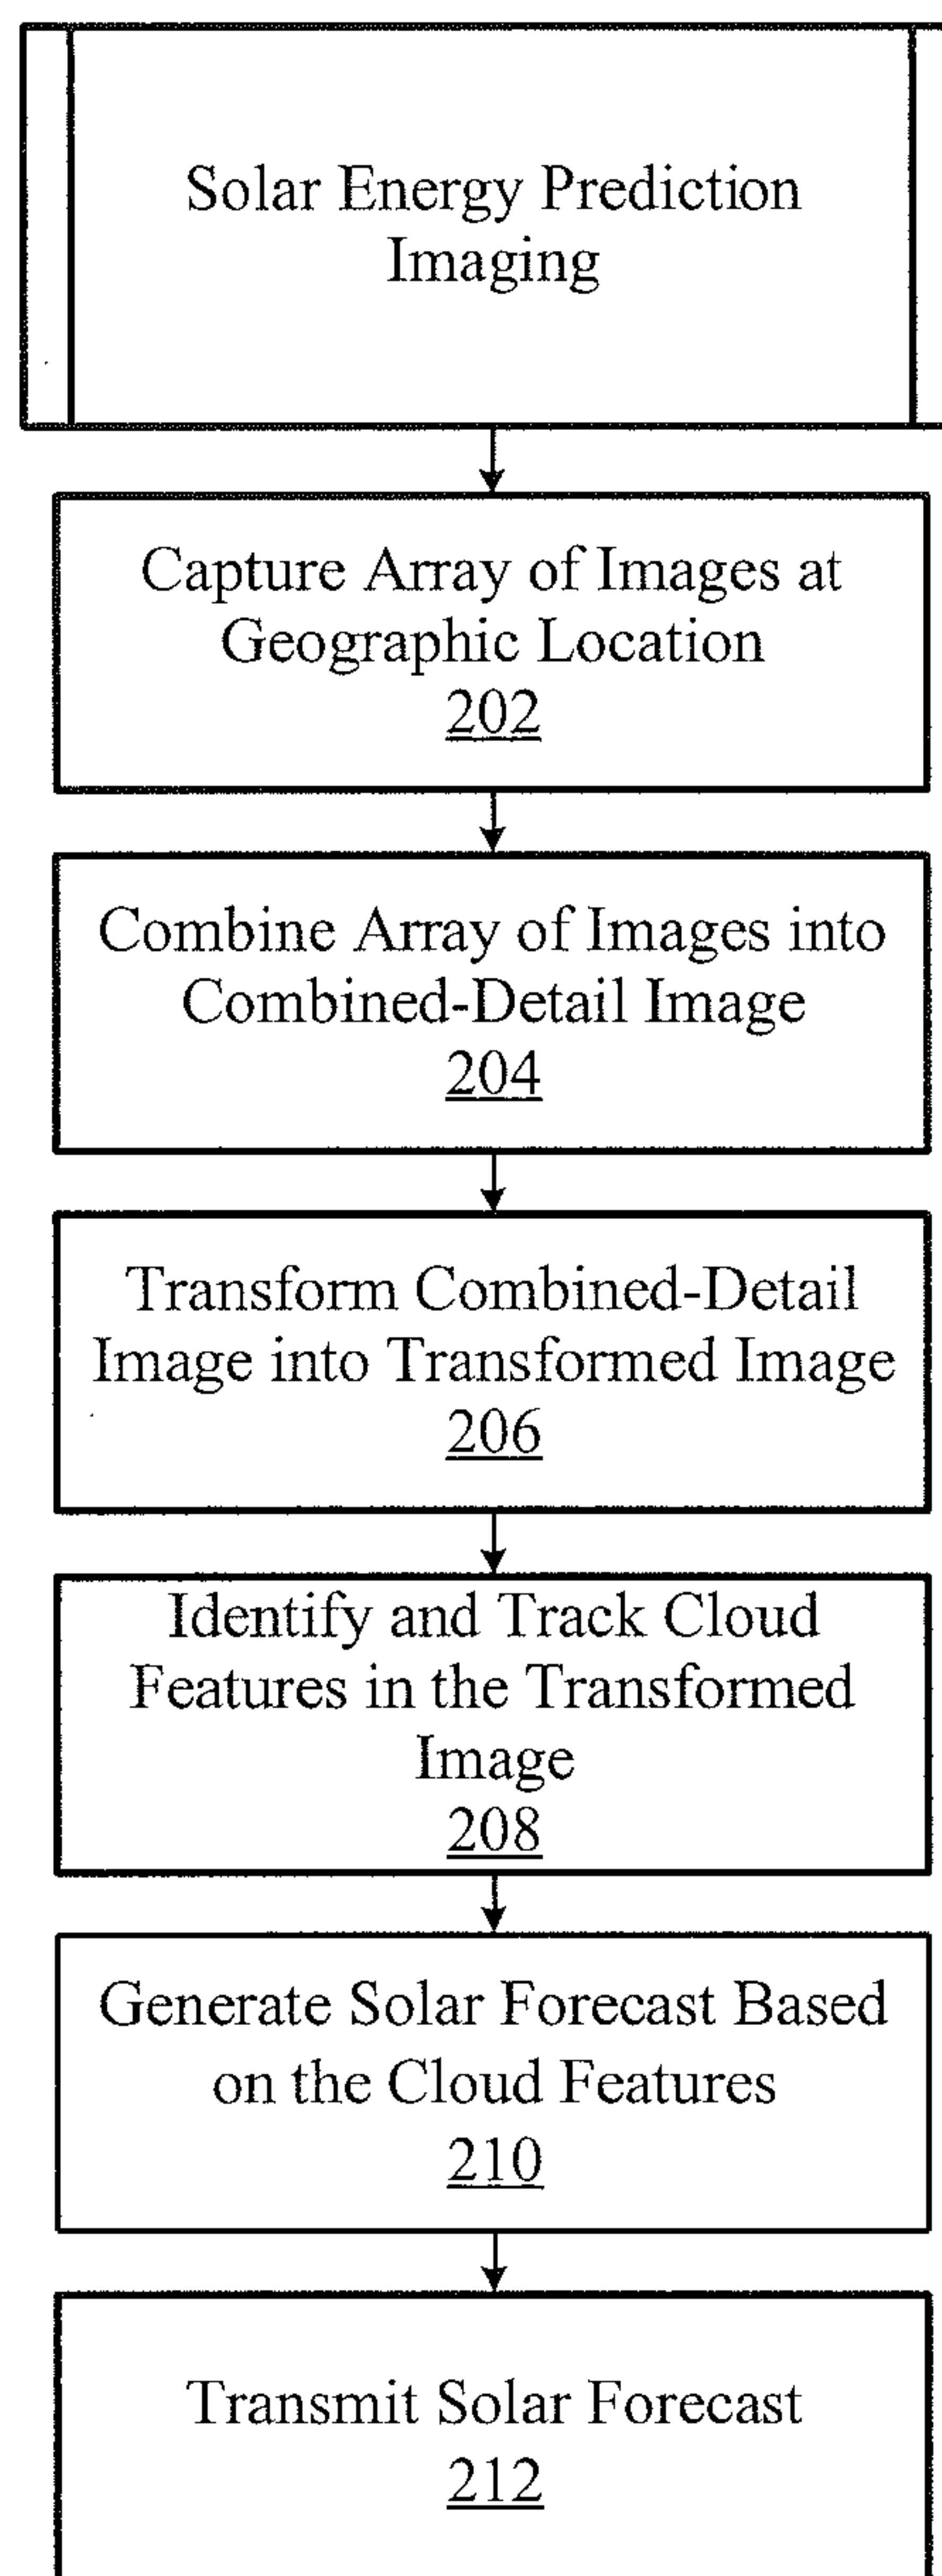 Solar Energy Prediction
Imaging
Capture Array of Images at
Geographic Location
202
Combine Array of Images into
Combined-Detail Image
204
Transform Combined-Detail
Image into Transformed Image
206
Identify and Track Cloud
Features in the Transformed
Image
208
Generate Solar Forecast Based
on the Cloud Features
210
Transmit Solar Forecast
212